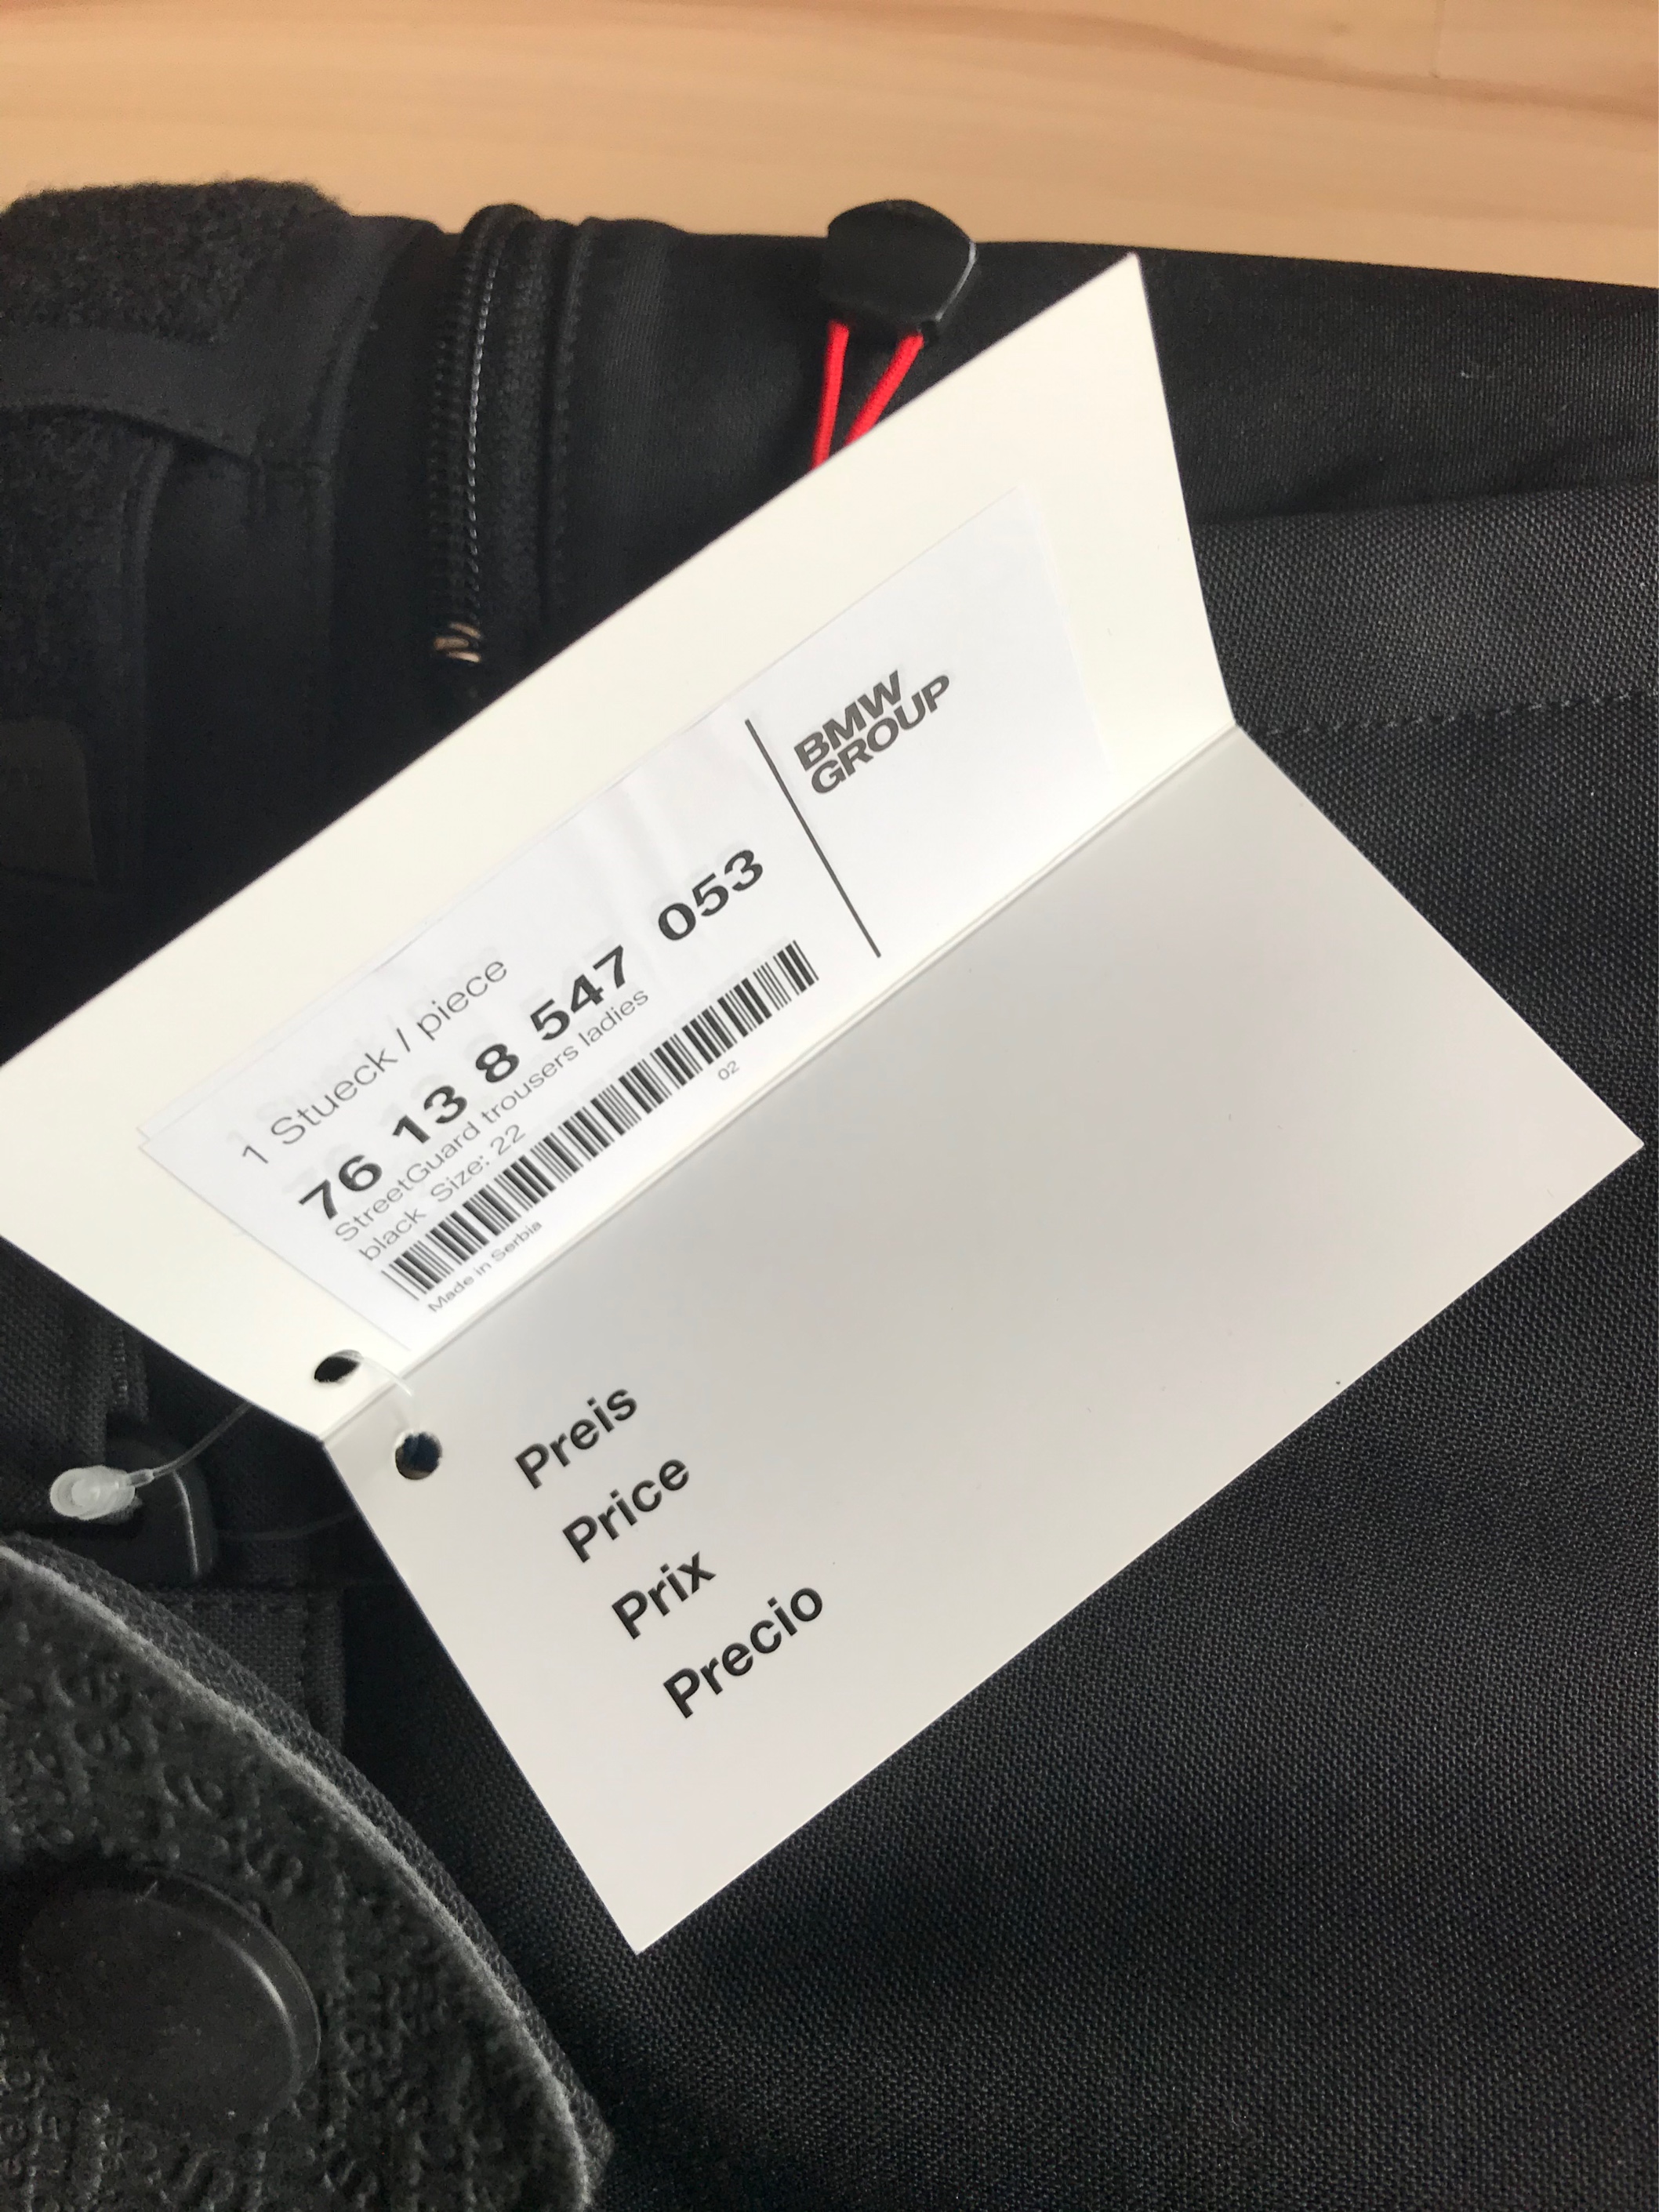 1 Stueck / piece
76 13 8 547 053
StreetGuard trousers ladies
black Size: 22
02
Made in Serbia
BMW
GROUP
Preis
Price
Prix
Precio